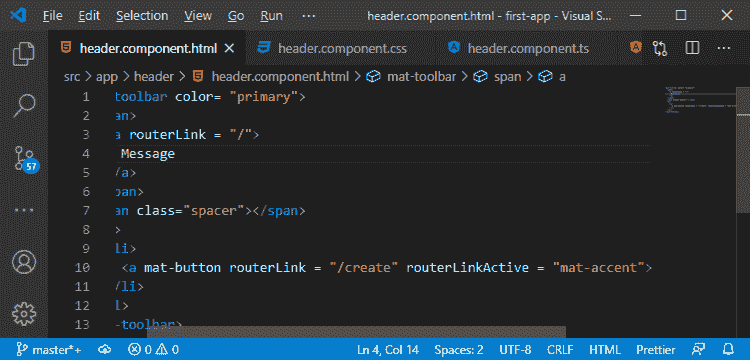 File Edit Selection View Go Run ... header.component.html - first-app - Visual S...
header.component.html header.component.css header.component.ts
src > app > header > header.component.html > mat-toolbar > span > a
1 toolbar color= "primary">
2 an>
3 a routerLink = "/">
4 Message
5 /a>
6 pan>
7 an class="spacer"></span>
8 >
9 li>
10 <a mat-button routerLink = "/create" routerLinkActive = "mat-accent">
11 /li>
12 l>
13 -toolbar>
57
master*+ 0 0 Ln 4, Col 14 Spaces: 2 UTF-8 CRLF HTML Prettier